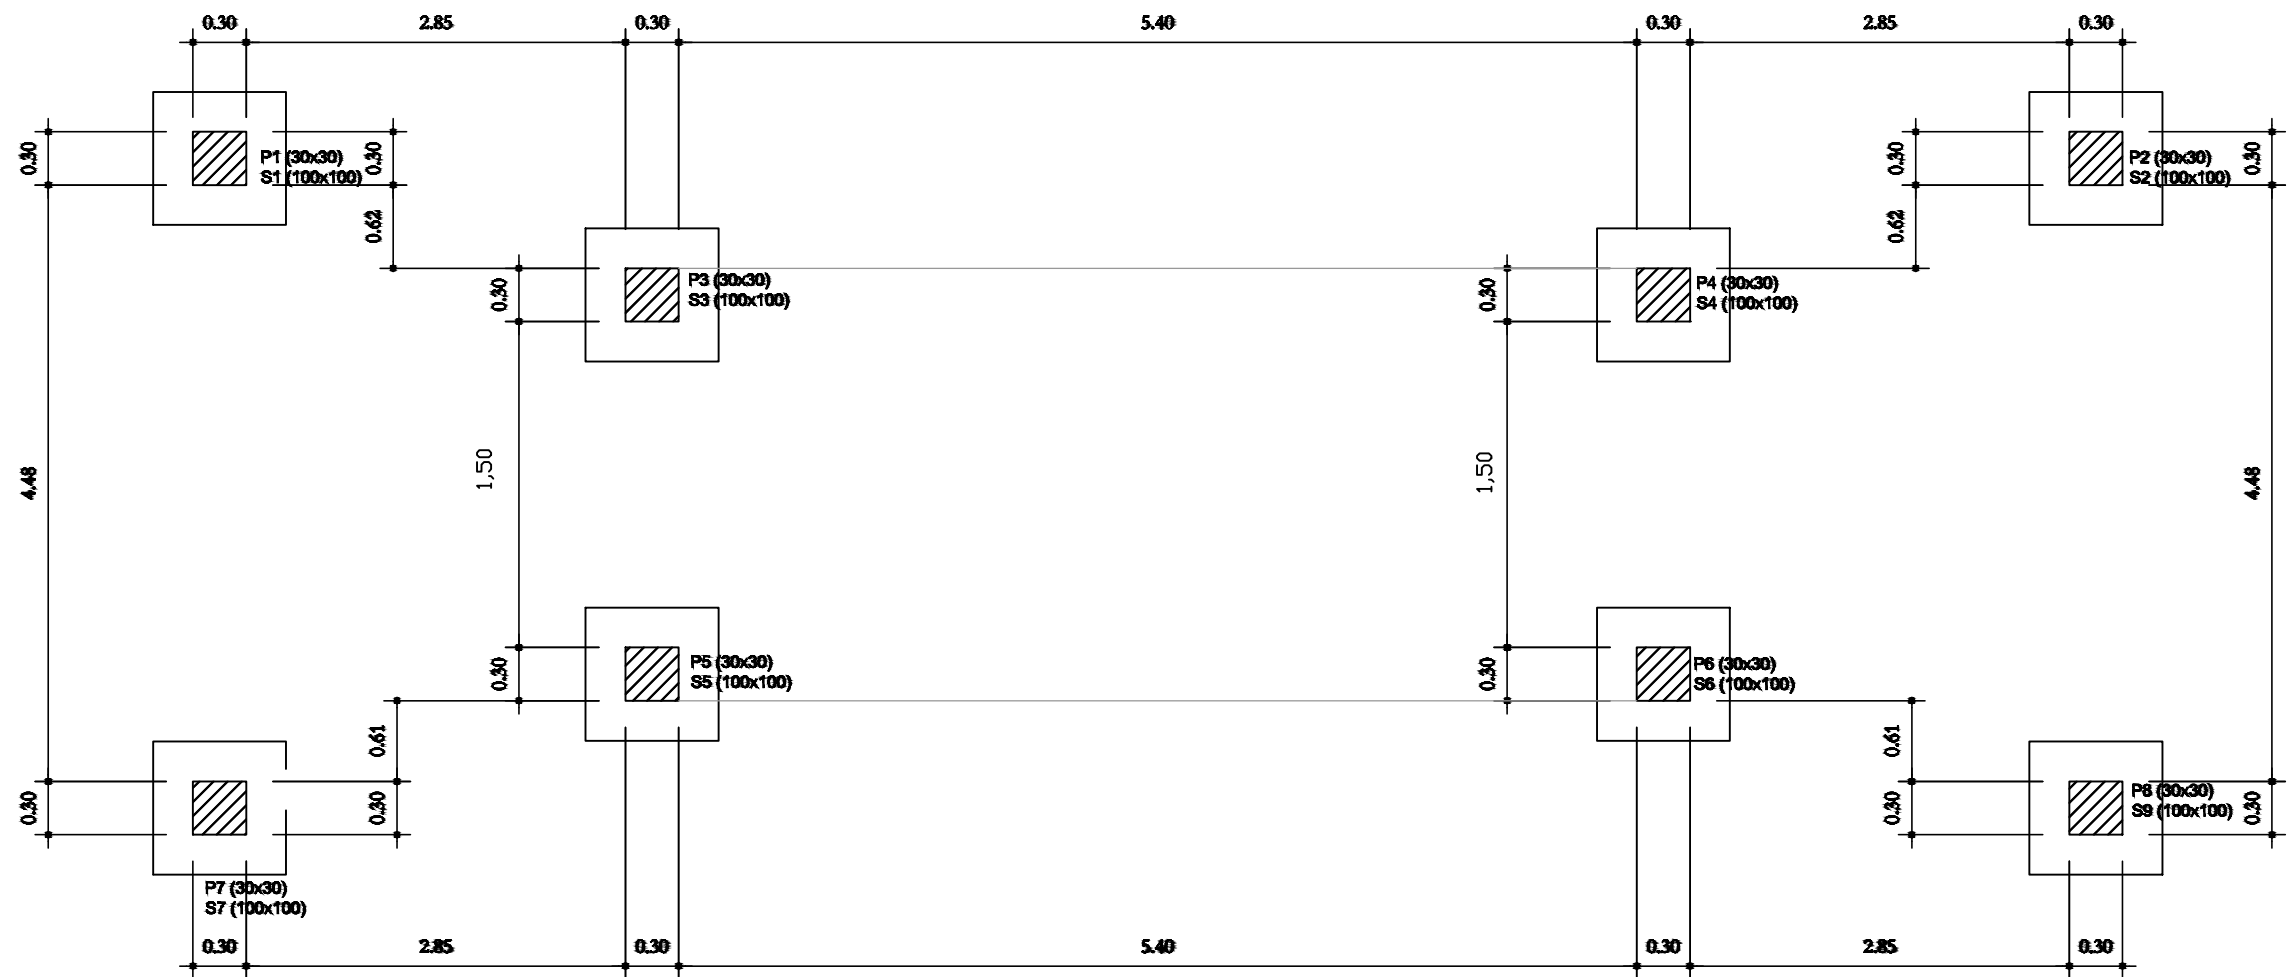 0.30 2.85 0.30 5.40 0.30 2.85 0.30
0.30
P1 (30x30)
S1 (100x100)
0.30
0.30
P2 (30x30)
S2 (100x100)
0.30
0.62
0.62
0.30
P3 (30x30)
S3 (100x100)
0.30
P4 (30x30)
S4 (100x100)
4.48
1,50
1,50
4.48
0.30
P5 (30x30)
S5 (100x100)
0.30
P6 (30x30)
S6 (100x100)
0.61
0.61
0.30
0.30
0.30
P8 (30x30)
S9 (100x100)
0.30
P7 (30x30)
S7 (100x100)
0.30 2.85 0.30 5.40 0.30 2.85 0.30